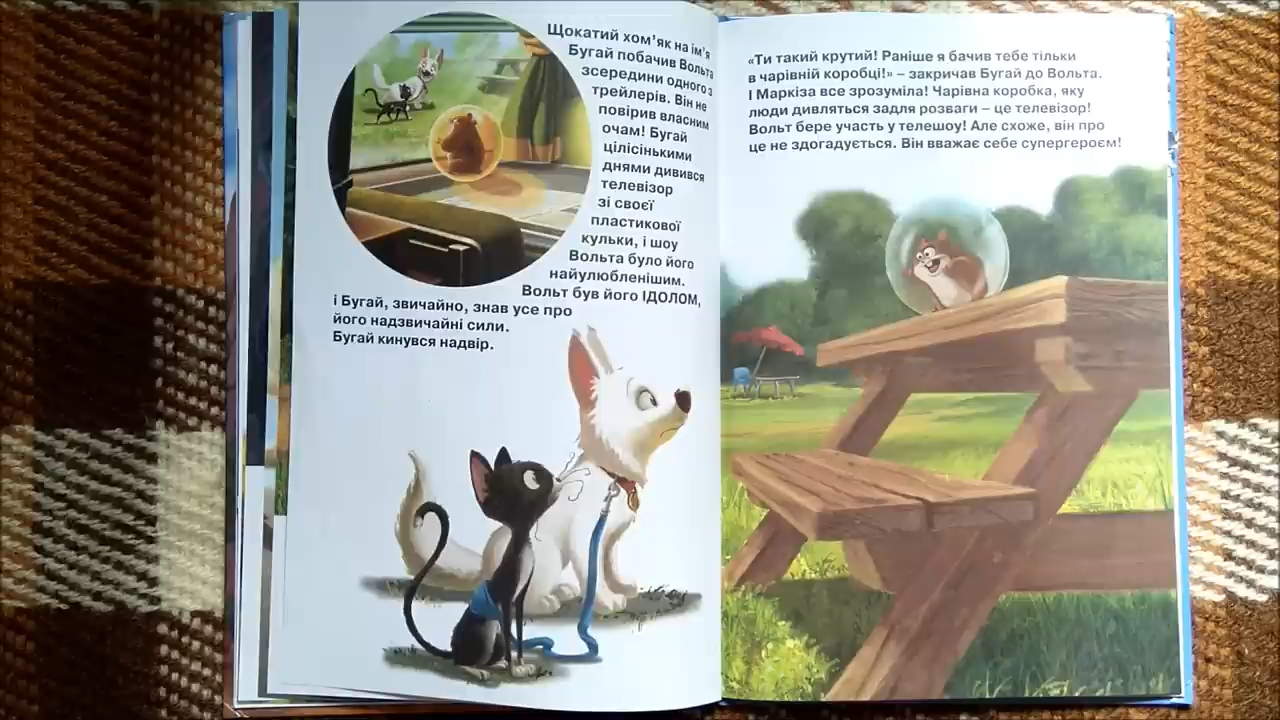 Щокатий хом'як на ім'я
Бугай побачив Вольта
зсередини одного з
трейлерів. Він не
повірив власним
очам! Бугай
цілісінькими
днями дивився
телевізор
зі своєї
пластикової
кульки, і шоу
Вольта було його
найулюбленішим.
Вольт був його ІДОЛОМ,
і Бугай, звичайно, знав усе про
його надзвичайні сили.
Бугай кинувся надвір.
«Ти такий крутий! Раніше я бачив тебе тільки
в чарівній коробці!» – закричав Бугай до Вольта.
І Маркіза все зрозуміла! Чарівна коробка, яку
люди дивляться задля розваги – це телевізор!
Вольт бере участь у телешоу! Але схоже, він про
це не здогадується. Він вважає себе супергероєм!